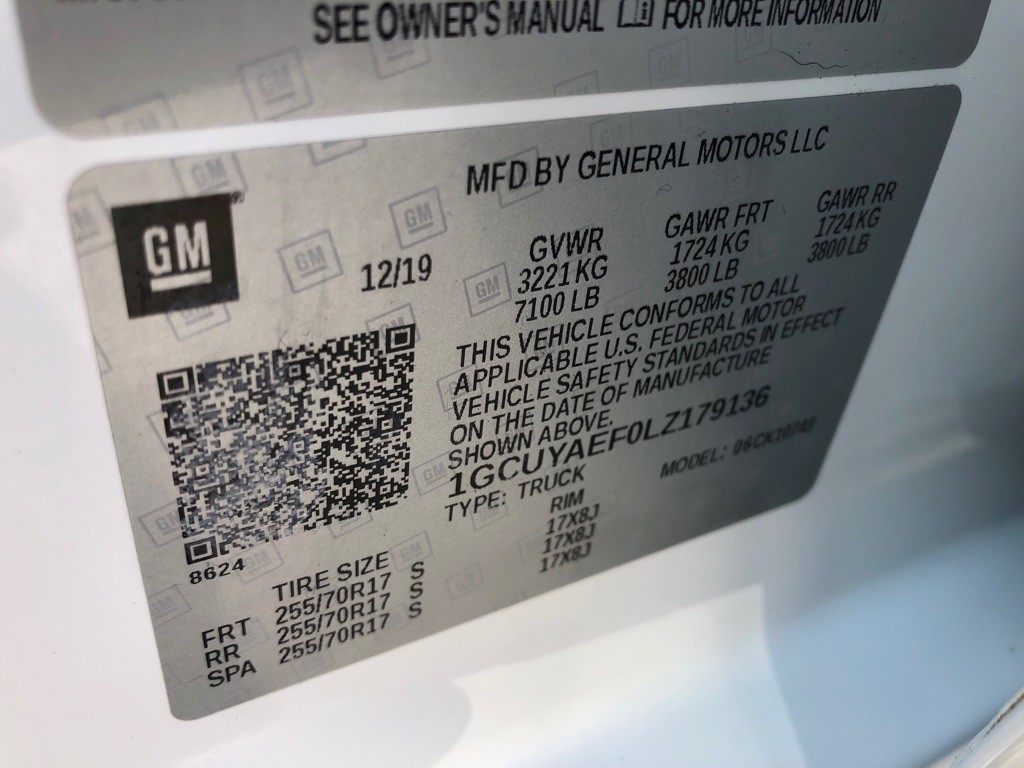 SEE OWNER'S MANUAL FOR MORE INFORMATION
MFD BY GENERAL MOTORS LLC
GM
12/19
GVWR GAWR FRT GAWR RR
3221 KG 1724 KG 1724 KG
7100 LB 3800 LB 3800 LB
THIS VEHICLE CONFORMS TO ALL
APPLICABLE U.S. FEDERAL MOTOR
VEHICLE SAFETY STANDARDS IN EFFECT
ON THE DATE OF MANUFACTURE
SHOWN ABOVE.
1GCUYAEF0LZ179136
TYPE: TRUCK MODEL:
8624
TIRE SIZE RIM
FRT 255/70R17 S 17X8J
RR 255/70R17 S 17X8J
SPA 255/70R17 S 17X8J